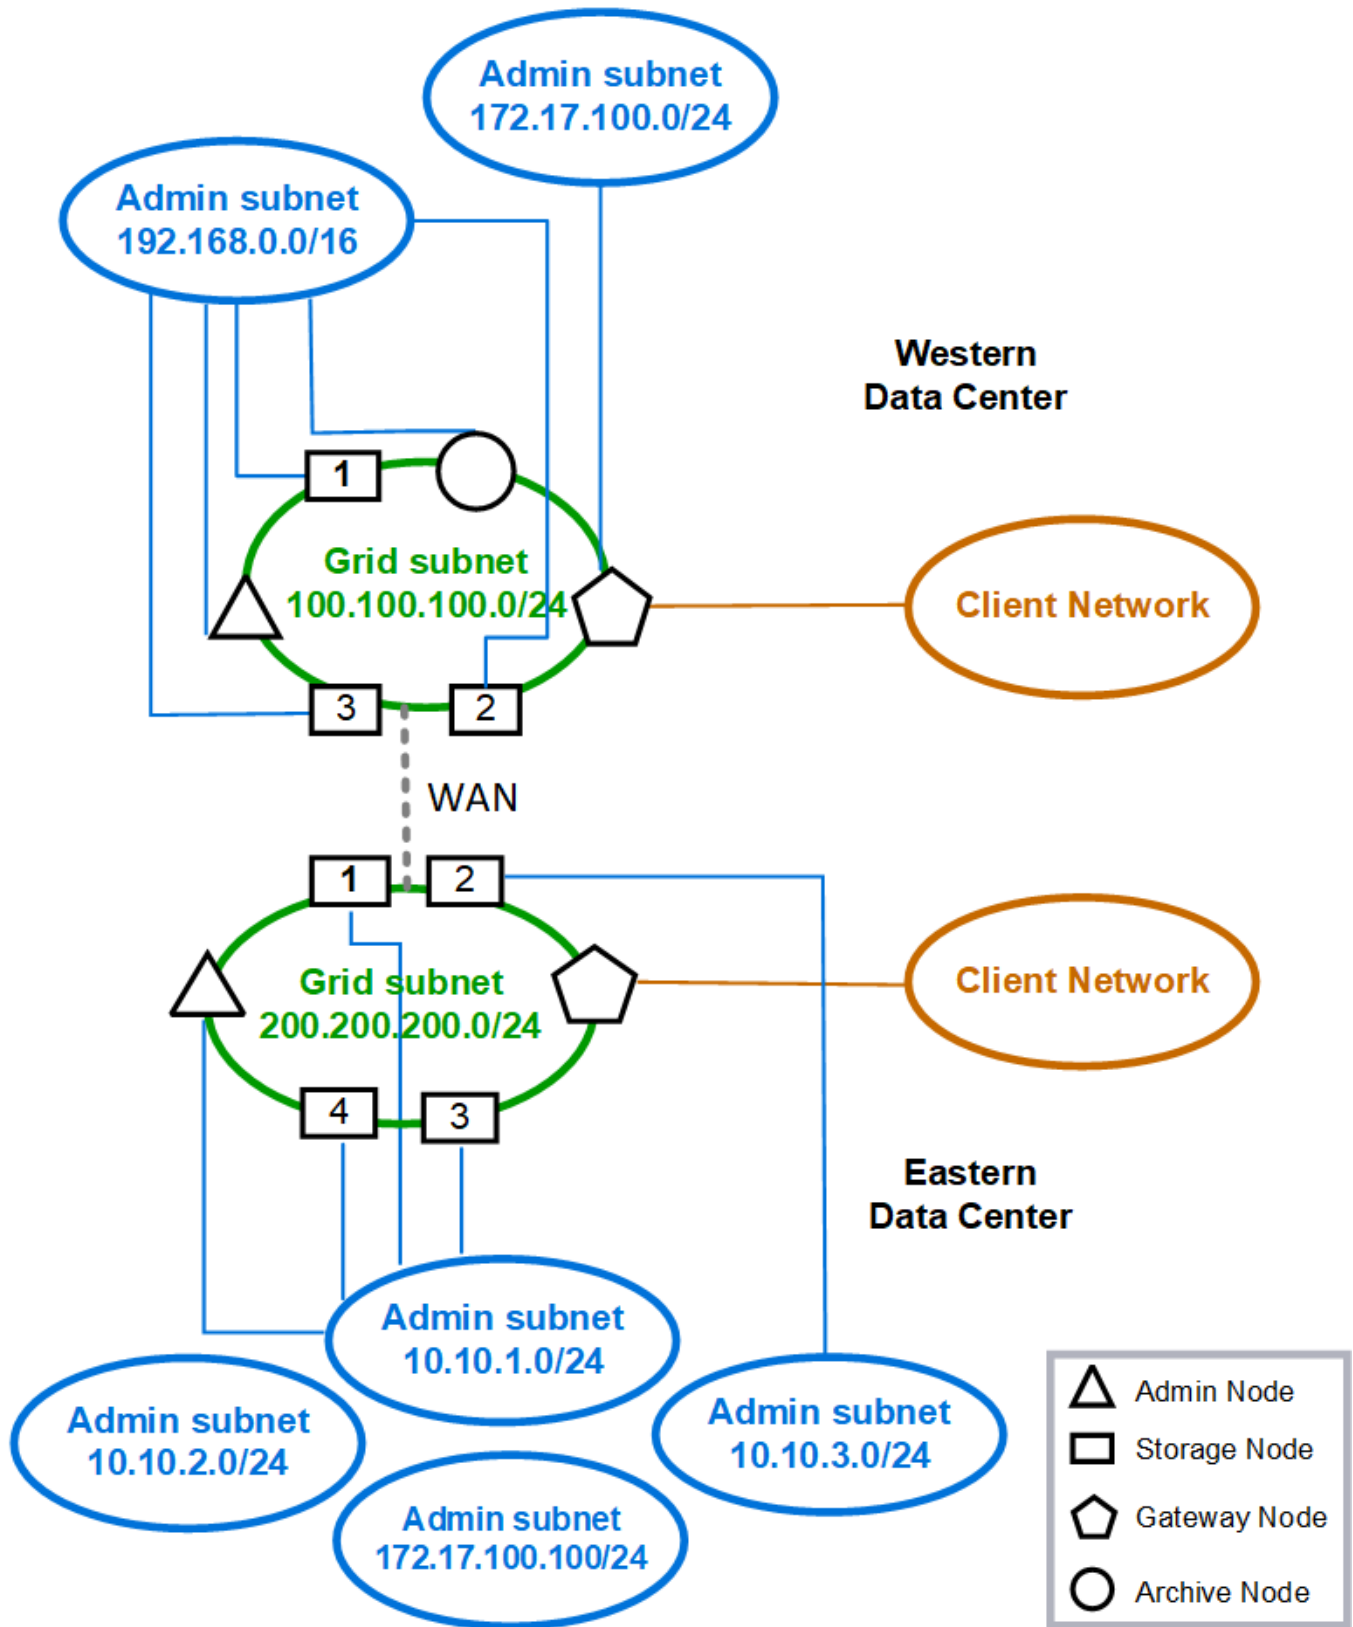 Admin subnet
172.17.100.0/24
Admin subnet
192.168.0.0/16
Western
Data Center
1
Grid subnet
100.100.100.0/24
Client Network
3
2
WAN
1
2
Grid subnet
200.200.200.0/24
Client Network
4
3
Eastern
Data Center
Admin subnet
10.10.1.0/24
Admin subnet
10.10.2.0/24
Admin subnet
10.10.3.0/24
Admin subnet
172.17.100.100/24
Admin Node
Storage Node
Gateway Node
Archive Node